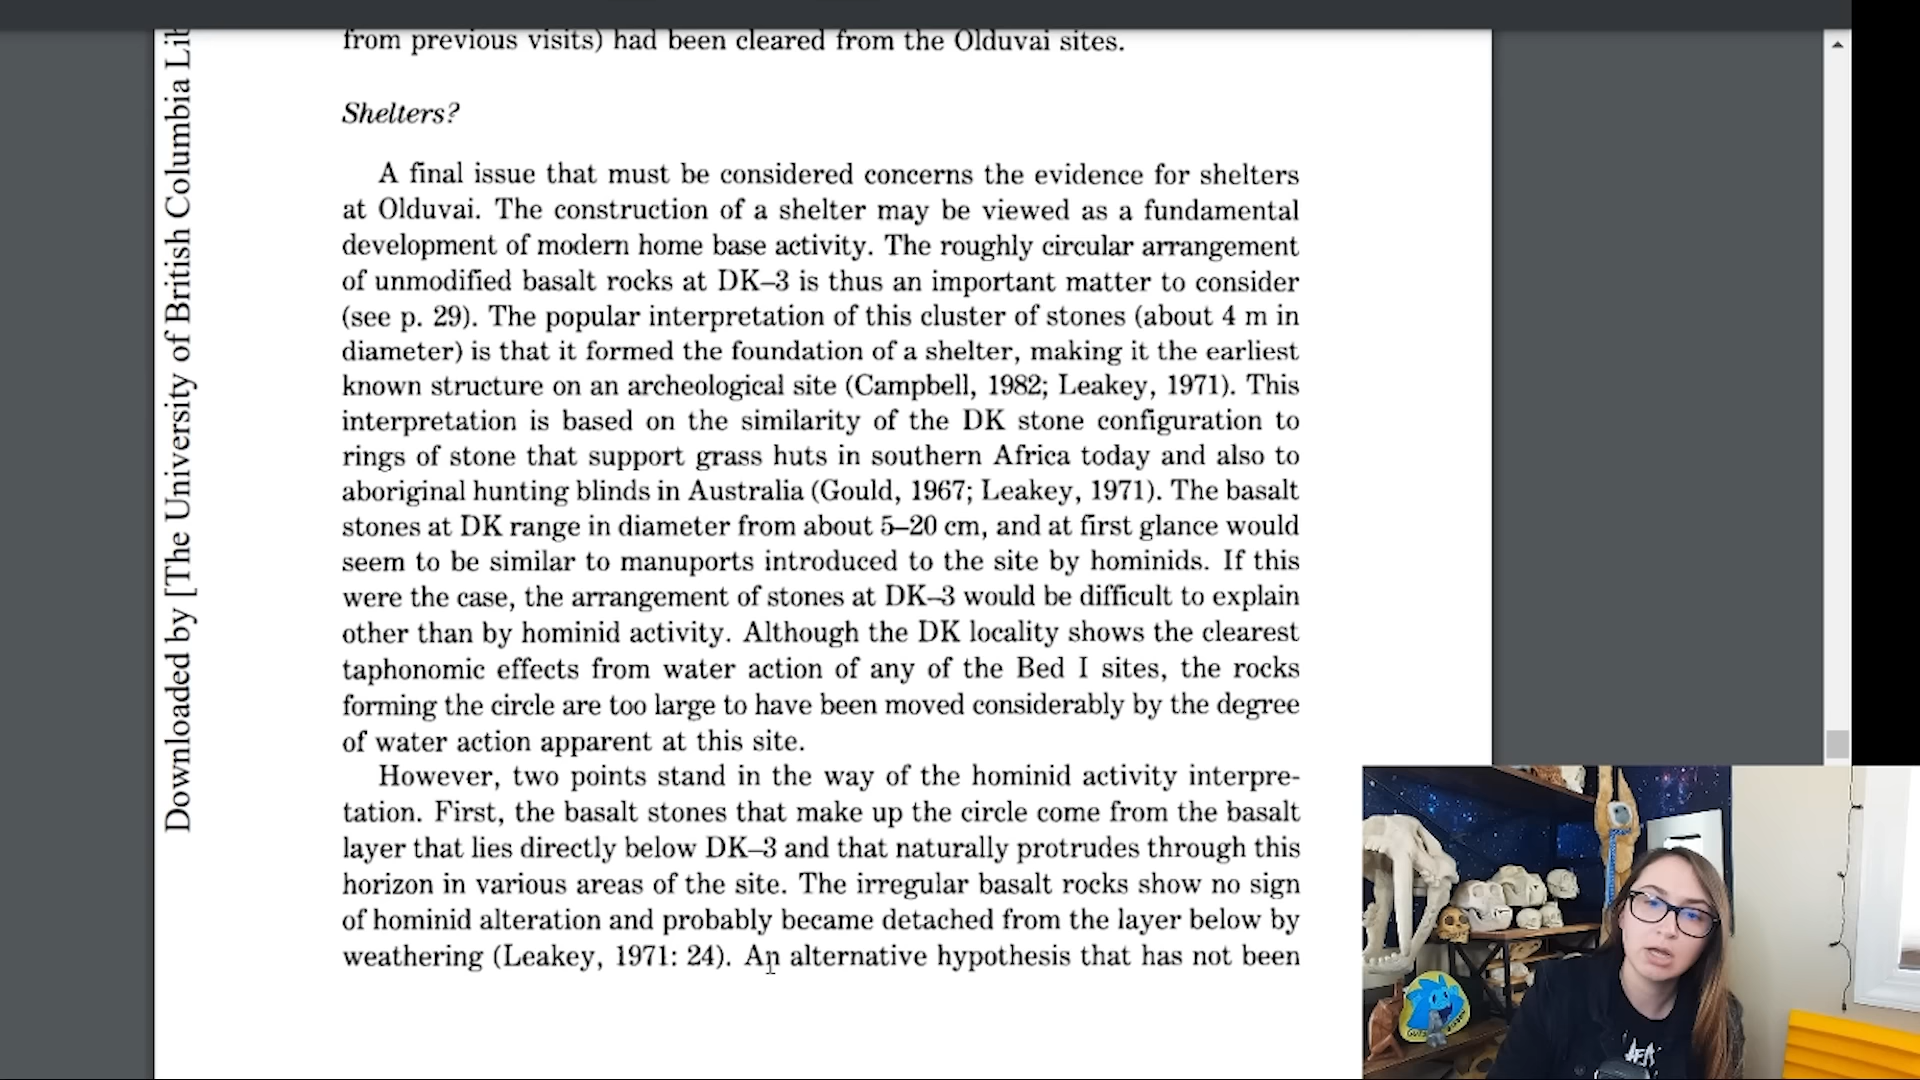 from previous visits) had been cleared from the Olduvai sites.
Shelters?
A final issue that must be considered concerns the evidence for shelters
at Olduvai. The construction of a shelter may be viewed as a fundamental
development of modern home base activity. The roughly circular arrangement
of unmodified basalt rocks at DK–3 is thus an important matter to consider
(see p. 29). The popular interpretation of this cluster of stones (about 4 m in
diameter) is that it formed the foundation of a shelter, making it the earliest
known structure on an archeological site (Campbell, 1982; Leakey, 1971). This
interpretation is based on the similarity of the DK stone configuration to
rings of stone that support grass huts in southern Africa today and also to
aboriginal hunting blinds in Australia (Gould, 1967; Leakey, 1971). The basalt
stones at DK range in diameter from about 5–20 cm, and at first glance would
seem to be similar to manuports introduced to the site by hominids. If this
were the case, the arrangement of stones at DK–3 would be difficult to explain
other than by hominid activity. Although the DK locality shows the clearest
taphonomic effects from water action of any of the Bed I sites, the rocks
forming the circle are too large to have been moved considerably by the degree
of water action apparent at this site.
However, two points stand in the way of the hominid activity interpre-
tation. First, the basalt stones that make up the circle come from the basalt
layer that lies directly below DK–3 and that naturally protrudes through this
horizon in various areas of the site. The irregular basalt rocks show no sign
of hominid alteration and probably became detached from the layer below by
weathering (Leakey, 1971: 24). An alternative hypothesis that has not been
Downloaded by [The University of British Columbia Lib